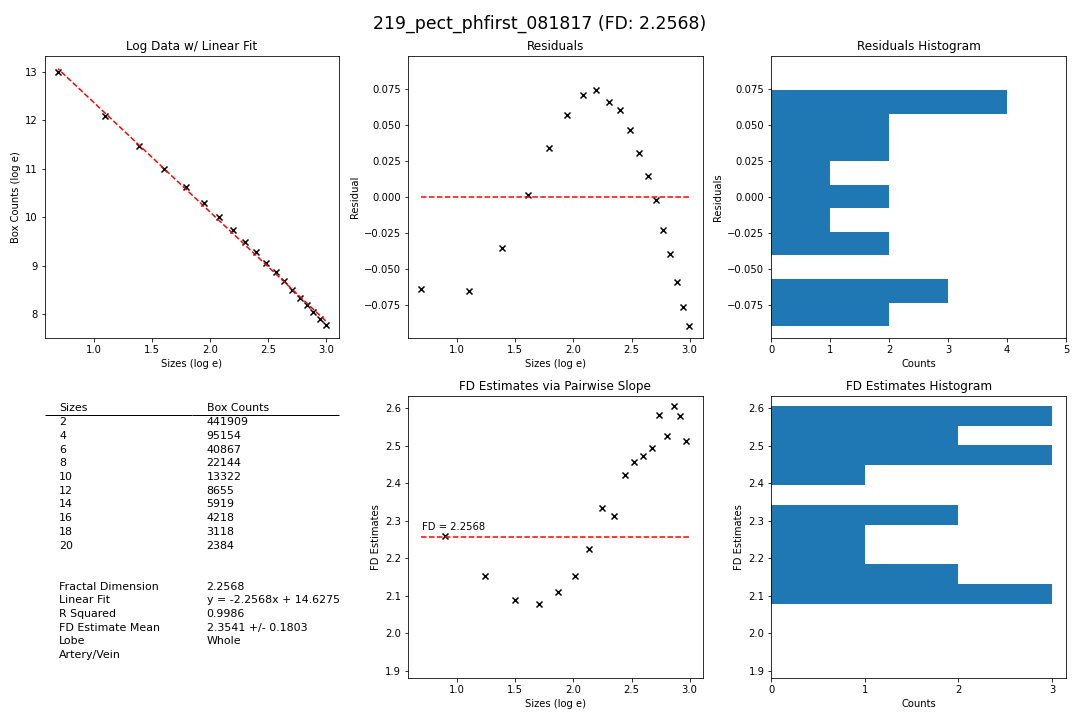 219_pect_phfirst_081817 (FD: 2.2568)
Log Data w/ Linear Fit
Box Counts (log e)
13
12
11
10
9
8
1.0 1.5 2.0 2.5 3.0
Sizes (log e)
Residuals
Residual
0.075
0.050
0.025
0.000
−0.025
−0.050
−0.075
1.0 1.5 2.0 2.5 3.0
Sizes (log e)
Residuals Histogram
Residuals
0.075
0.050
0.025
0.000
−0.025
−0.050
−0.075
0 1 2 3 4 5
Counts
Sizes Box Counts
2 441909
4 95154
6 40867
8 22144
10 13322
12 8655
14 5919
16 4218
18 3118
20 2384
Fractal Dimension 2.2568
Linear Fit y = -2.2568x + 14.6275
R Squared 0.9986
FD Estimate Mean 2.3541 +/- 0.1803
Lobe Whole
Artery/Vein
FD Estimates via Pairwise Slope
FD Estimates
2.6
2.5
2.4
2.3
2.2
2.1
2.0
1.9
FD = 2.2568
1.0 1.5 2.0 2.5 3.0
Sizes (log e)
FD Estimates Histogram
FD Estimates
2.6
2.5
2.4
2.3
2.2
2.1
2.0
1.9
0 1 2 3
Counts